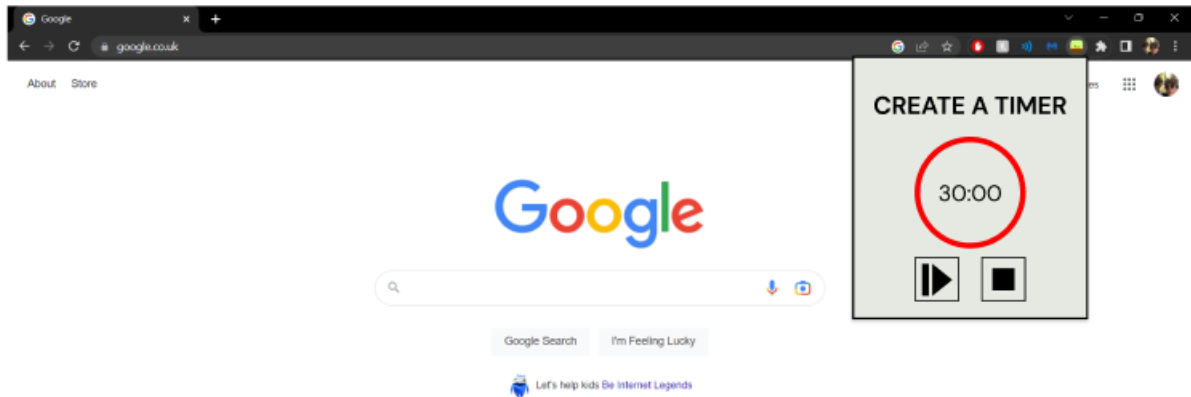 Google
google.co.uk
About Store
es
CREATE A TIMER
30:00
Google
Google Search I'm Feeling Lucky
Let's help kids Be Internet Legends